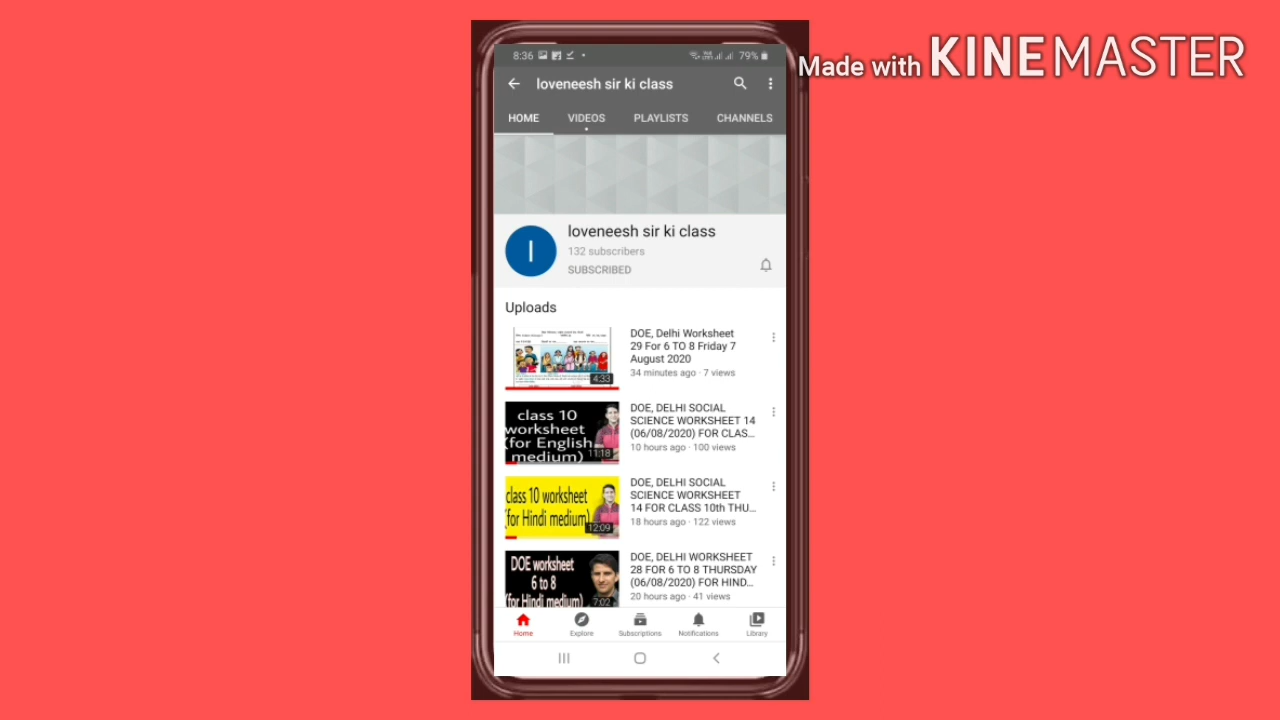 Made with KINEMASTER
8:36
79%
loveneesh sir ki class
HOME VIDEOS PLAYLISTS CHANNELS
l
loveneesh sir ki class
132 subscribers
SUBSCRIBED
Uploads
4:33
DOE, Delhi Worksheet
29 For 6 TO 8 Friday 7
August 2020
34 minutes ago · 7 views
class 10
worksheet
(for English
medium)
11:18
DOE, DELHI SOCIAL
SCIENCE WORKSHEET 14
(06/08/2020) FOR CLAS...
10 hours ago · 100 views
class 10 worksheet
(for Hindi medium)
12:09
DOE, DELHI SOCIAL
SCIENCE WORKSHEET
14 FOR CLASS 10th THU...
18 hours ago · 122 views
DOE worksheet
6 to 8
(for Hindi medium)
7:02
DOE, DELHI WORKSHEET
28 FOR 6 TO 8 THURSDAY
(06/08/2020) FOR HIND...
20 hours ago · 41 views
Home Explore Subscriptions Notifications Library